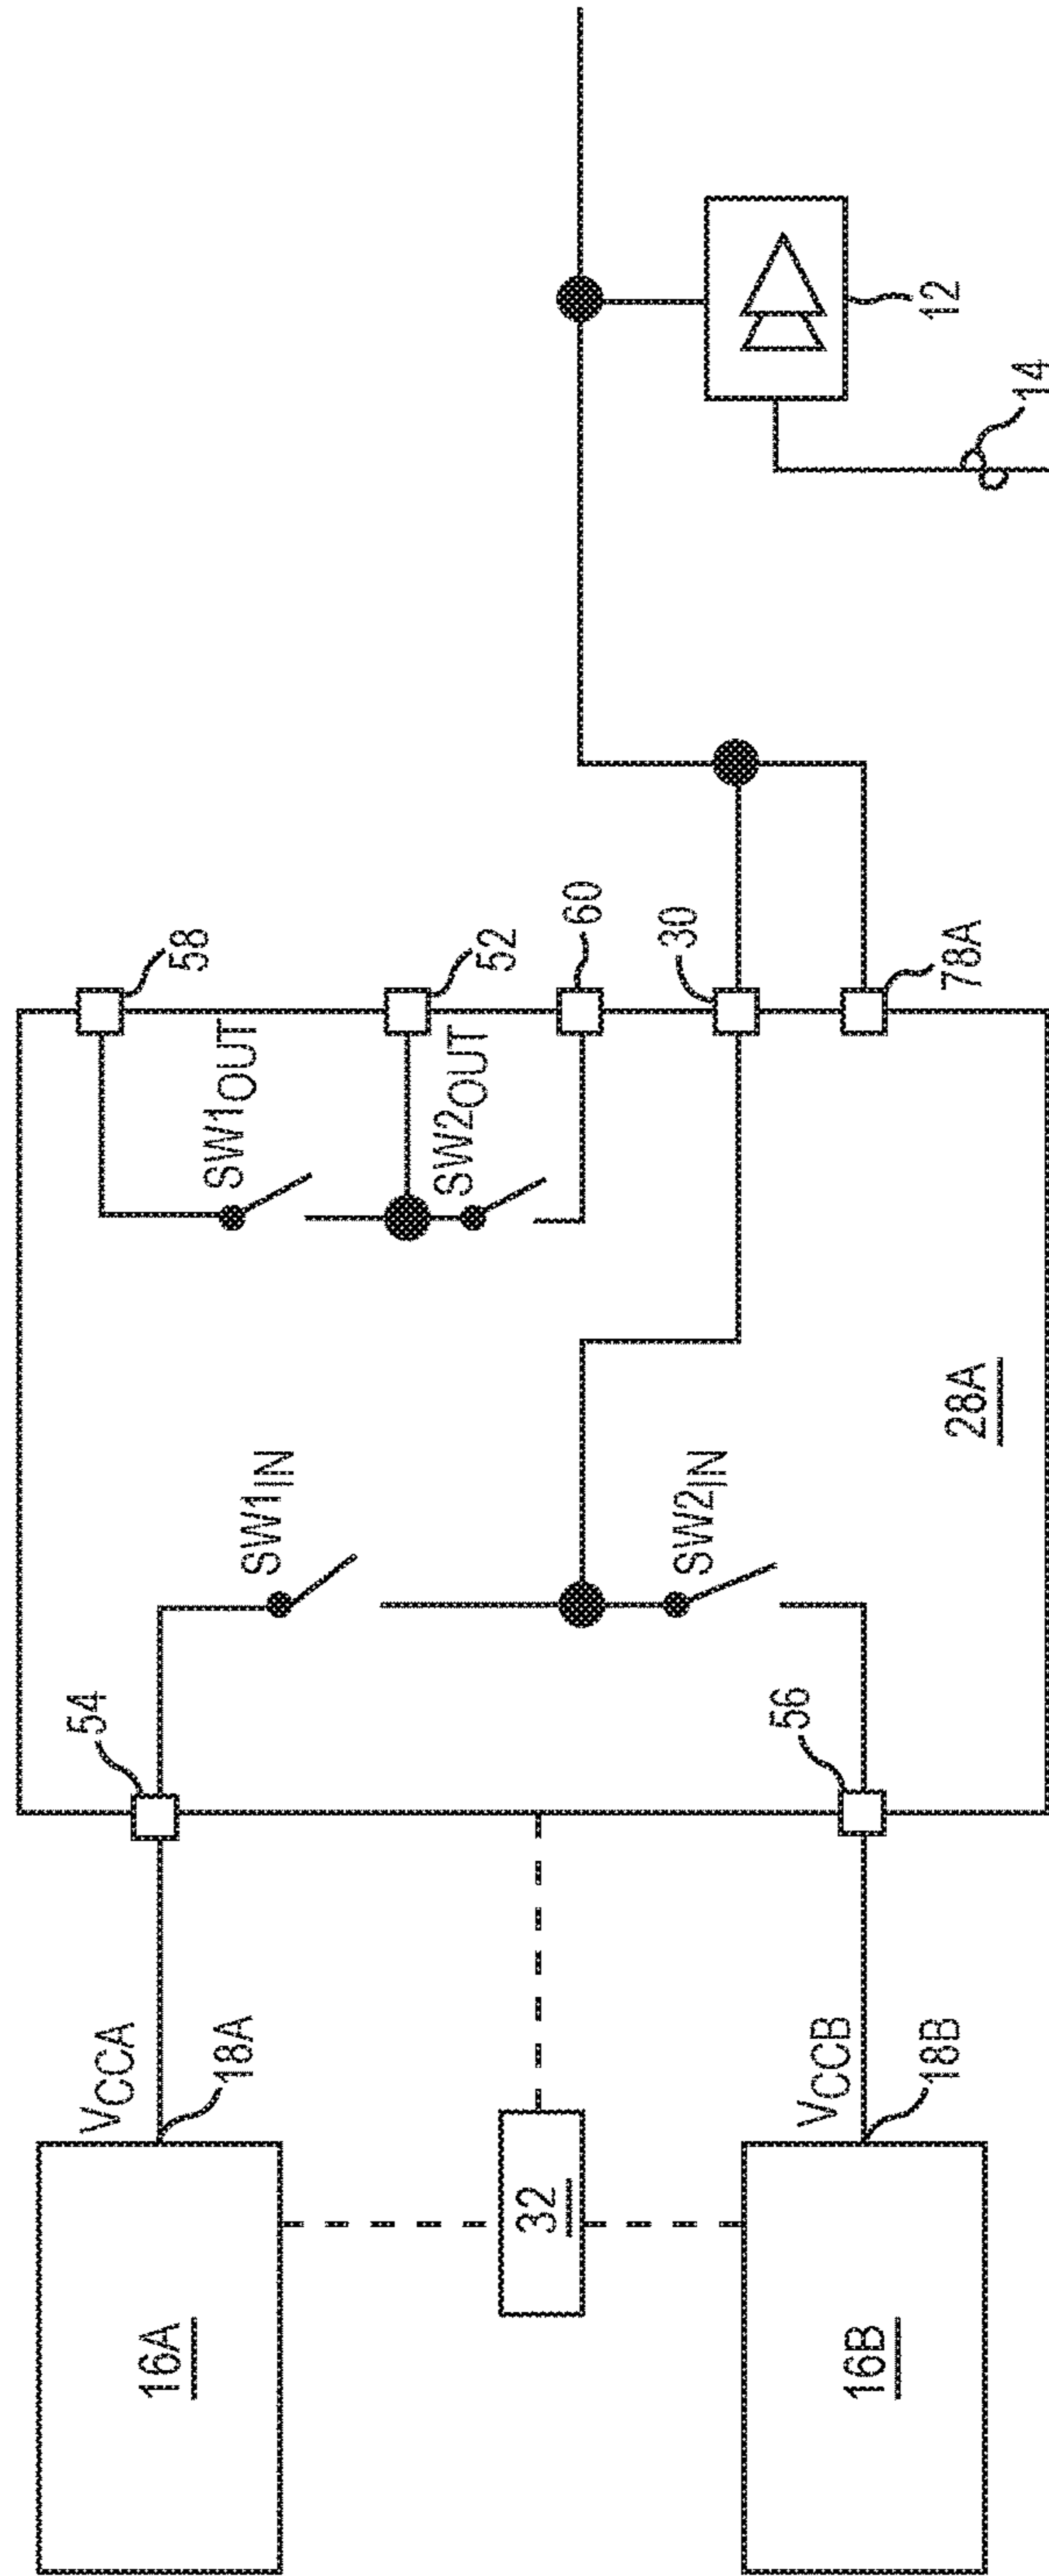 16A
18A
VCCA
54
SW1IN
SW1OUT
58
52
SW2OUT
60
30
78A
32
16B
18B
VCCB
56
SW2IN
28A
12
14